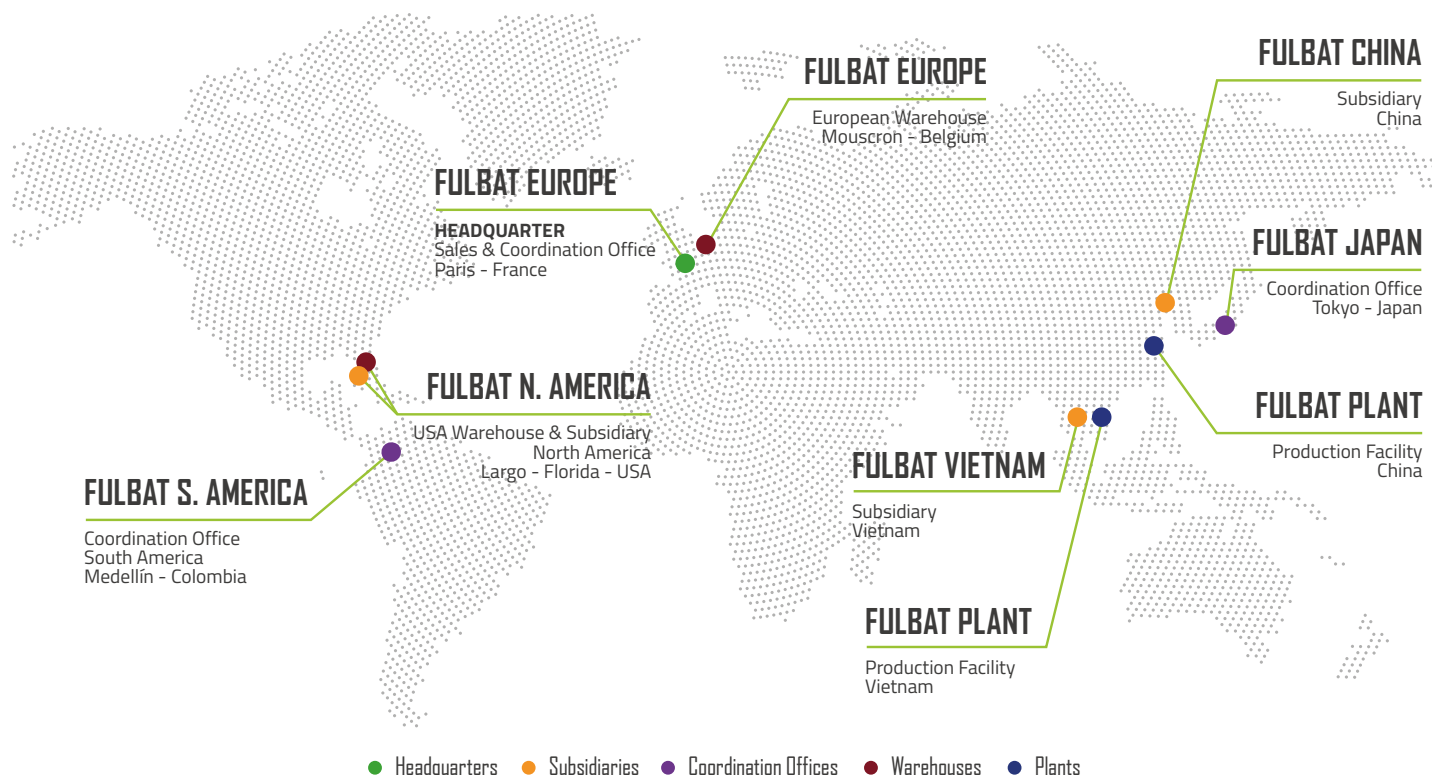 FULBAT EUROPE
European Warehouse
Mouscron - Belgium
FULBAT CHINA
Subsidiary
China
FULBAT EUROPE
HEADQUARTER
Sales & Coordination Office
Paris - France
FULBAT JAPAN
Coordination Office
Tokyo - Japan
FULBAT N. AMERICA
USA Warehouse & Subsidiary
North America
Largo - Florida - USA
FULBAT PLANT
Production Facility
China
FULBAT S. AMERICA
Coordination Office
South America
Medellín - Colombia
FULBAT VIETNAM
Subsidiary
Vietnam
FULBAT PLANT
Production Facility
Vietnam
Headquarters Subsidiaries Coordination Offices Warehouses Plants